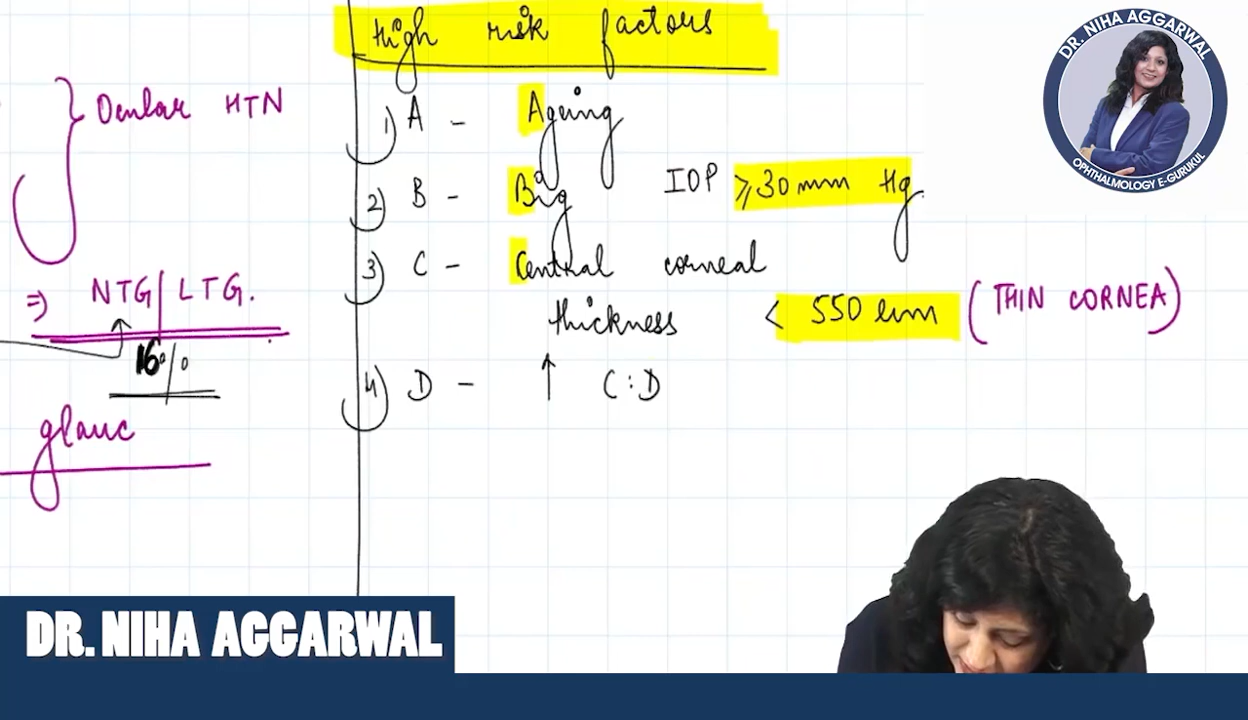 High risk factors
Ocular HTN
⇒ NTG/LTG.
16%
glauc
1) A - Ageing
2) B - Big IOP ≥30 mm Hg
3) C - Central corneal
thickness < 550 um (THIN CORNEA)
4) D - ↑ C:D
DR. NIHA AGGARWAL
OPHTHALMOLOGY E-GURUKUL
DR. NIHA AGGARWAL